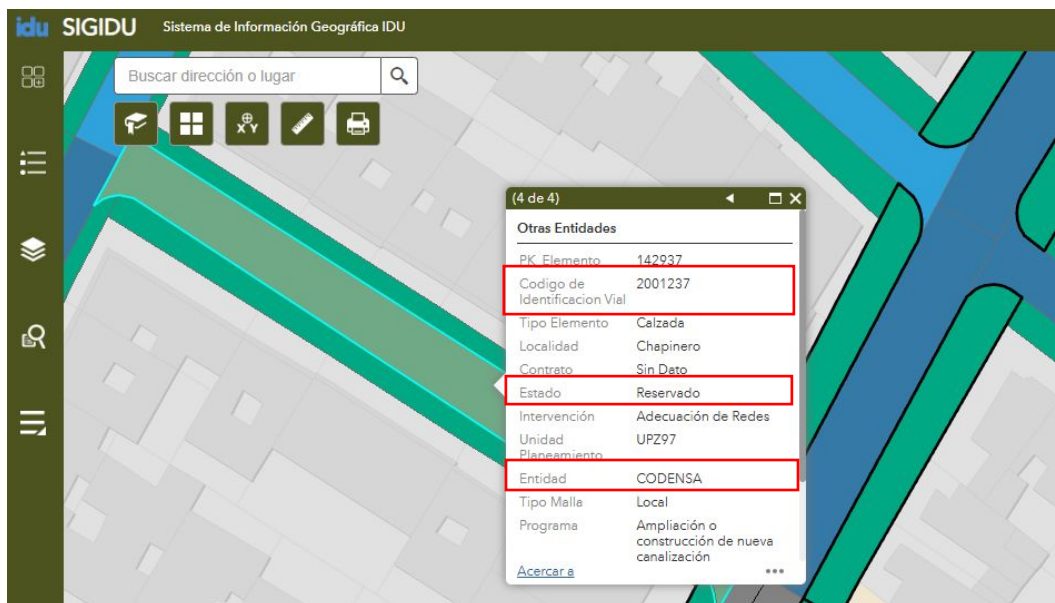 idu SIGIDU Sistema de Información Geográfica IDU
Buscar dirección o lugar
X Y
(4 de 4)
Otras Entidades
PK_Elemento 142937
Codigo de Identificacion Vial 2001237
Tipo Elemento Calzada
Localidad Chapinero
Contrato Sin Dato
Estado Reservado
Intervención Adecuación de Redes
Unidad Planeamiento UPZ97
Entidad CODENSA
Tipo Malla Local
Programa Ampliación o
construcción de nueva
canalización
Acercar a